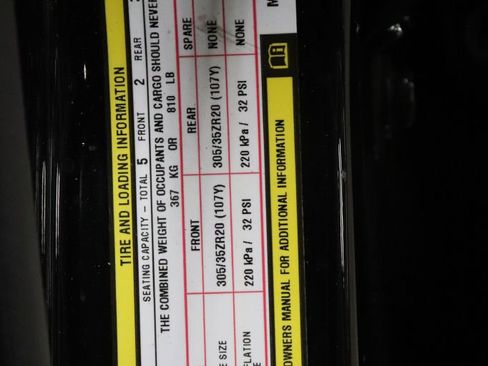 TIRE AND LOADING INFORMATION
SEATING CAPACITY - TOTAL 5 FRONT 2 REAR
THE COMBINED WEIGHT OF OCCUPANTS AND CARGO SHOULD NEVER
367 KG OR 810 LB
FRONT REAR SPARE
E SIZE 305/35ZR20 (107Y) 305/35ZR20 (107Y) NONE
FLATION 220 kPa / 32 PSI 220 kPa / 32 PSI NONE
OWNERS MANUAL FOR ADDITIONAL INFORMATION